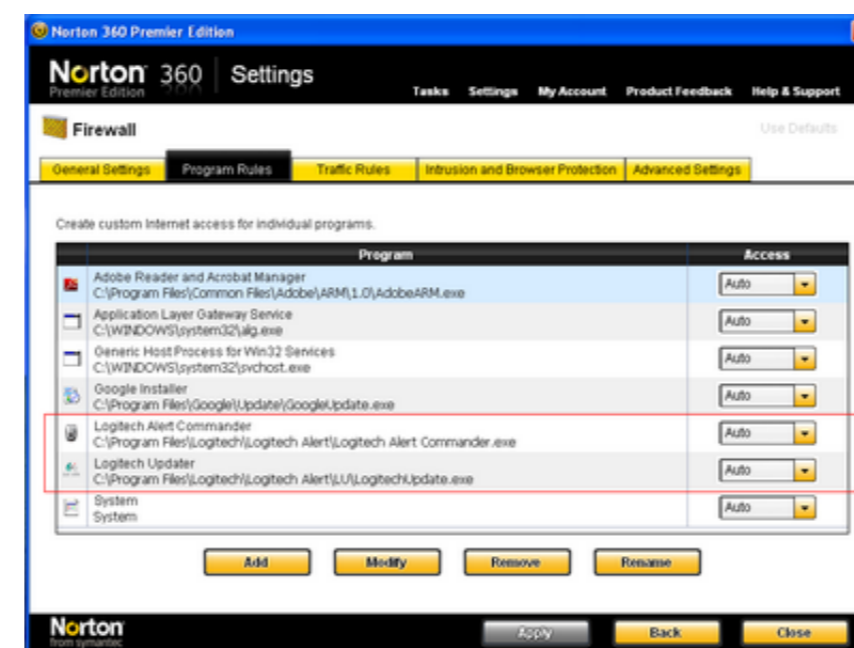 Norton 360 Premier Edition
Norton 360 Settings
Premier Edition
Tasks Settings My Account Product Feedback Help & Support
Firewall Use Defaults
General Settings Program Rules Traffic Rules Intrusion and Browser Protection Advanced Settings
Create custom Internet access for individual programs.
Program Access
Adobe Reader and Acrobat Manager
C:\Program Files\Common Files\Adobe\ARM\1.0\AdobeARM.exe
Auto
Application Layer Gateway Service
C:\WINDOWS\system32\alg.exe
Auto
Generic Host Process for Win32 Services
C:\WINDOWS\system32\svchost.exe
Auto
Google Installer
C:\Program Files\Google\Update\GoogleUpdate.exe
Auto
Logitech Alert Commander
C:\Program Files\Logitech\Logitech Alert\Logitech Alert Commander.exe
Auto
Logitech Updater
C:\Program Files\Logitech\Logitech Alert\LU\LogitechUpdate.exe
Auto
System
System
Auto
Add Modify Remove Rename
Norton
from symantec
Apply Back Close